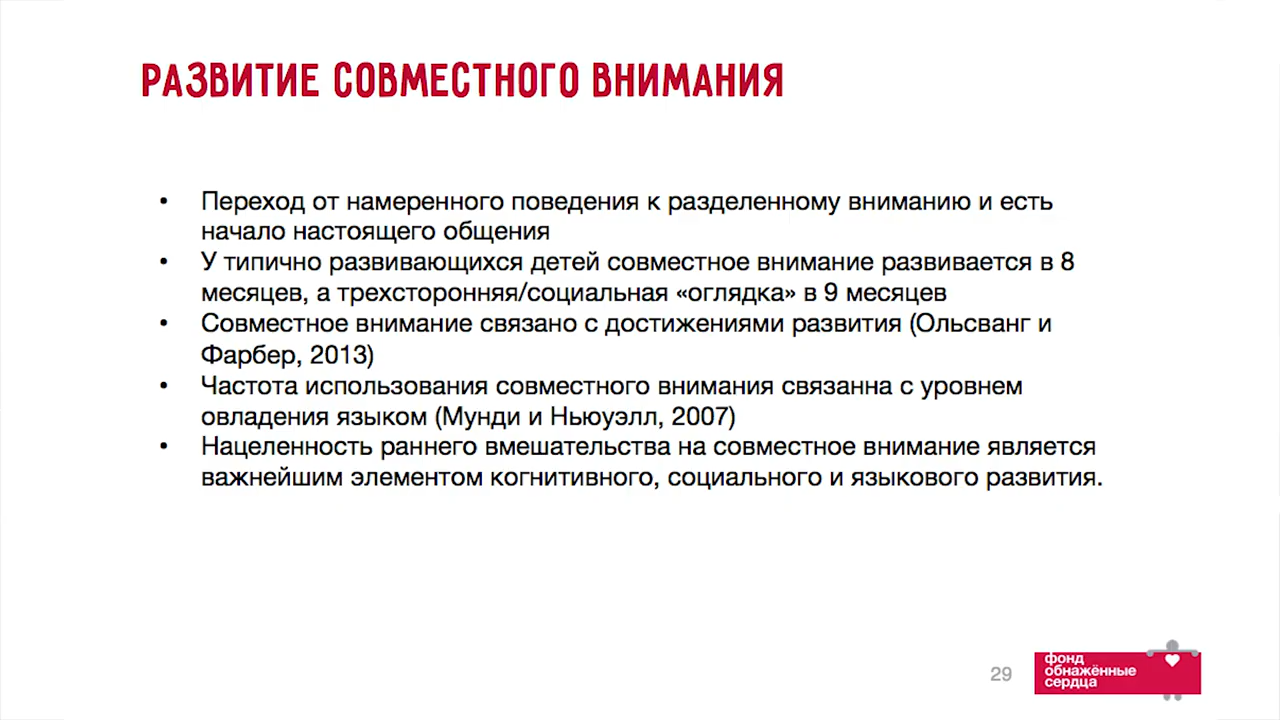 РАЗВИТИЕ СОВМЕСТНОГО ВНИМАНИЯ
• Переход от намеренного поведения к разделенному вниманию и есть
начало настоящего общения
• У типично развивающихся детей совместное внимание развивается в 8
месяцев, а трехсторонняя/социальная «оглядка» в 9 месяцев
• Совместное внимание связано с достижениями развития (Ольсванг и
Фарбер, 2013)
• Частота использования совместного внимания связанна с уровнем
овладения языком (Мунди и Ньюуэлл, 2007)
• Нацеленность раннего вмешательства на совместное внимание является
важнейшим элементом когнитивного, социального и языкового развития.
29
фонд
обнажённые
сердца